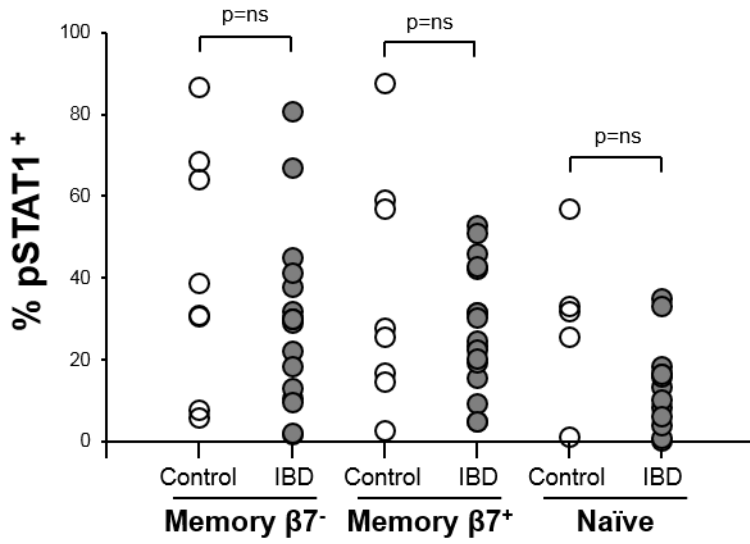 p=ns
p=ns
p=ns
100
80
60
40
20
0
% pSTAT1⁺
Control IBD Control IBD Control IBD
Memory β7⁻ Memory β7⁺ Naïve